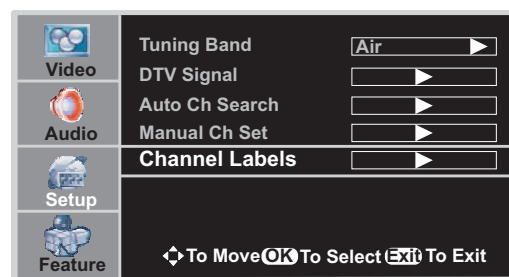 Video
Audio
Setup
Feature
Tuning Band Air
DTV Signal
Auto Ch Search
Manual Ch Set
Channel Labels
To Move OK To Select Exit To Exit